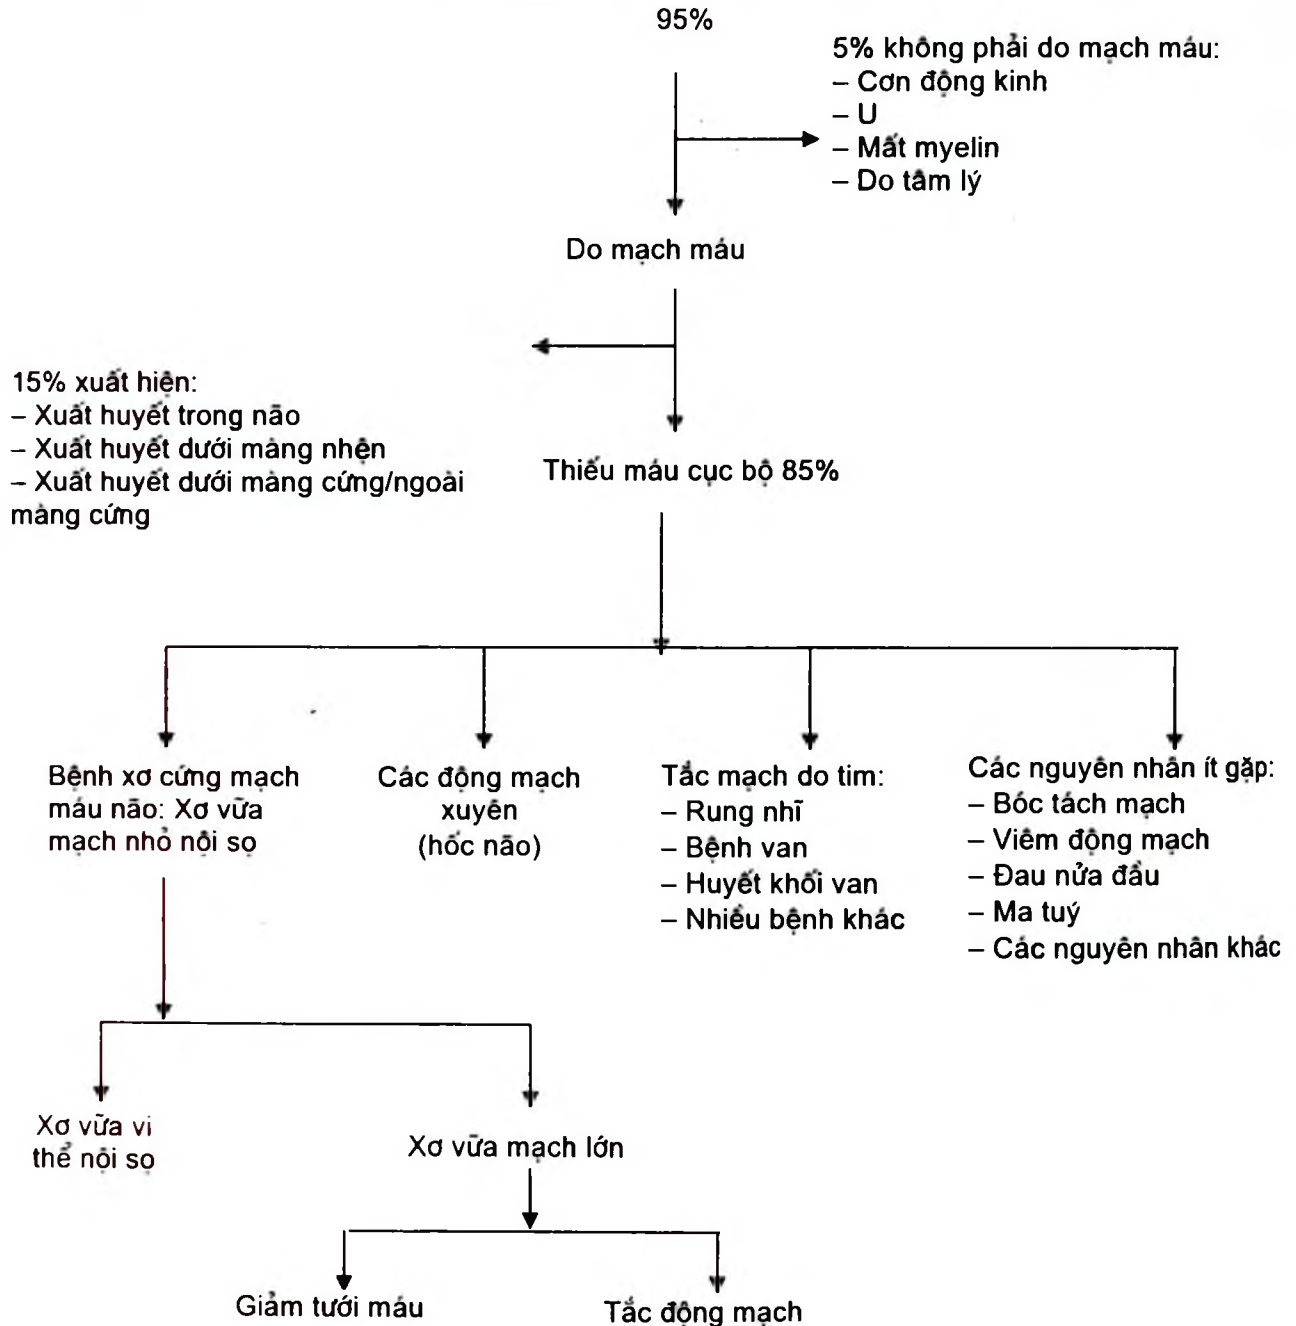 95%
5% không phải do mạch máu:
– Cơn động kinh
– U
– Mất myelin
– Do tâm lý
Do mạch máu
15% xuất hiện:
– Xuất huyết trong não
– Xuất huyết dưới màng nhện
– Xuất huyết dưới màng cứng/ngoài
màng cứng
Thiếu máu cục bộ 85%
Bệnh xơ cứng mạch
máu não: Xơ vữa
mạch nhỏ nội sọ
Các động mạch
xuyên
(hốc não)
Tắc mạch do tim:
– Rung nhĩ
– Bệnh van
– Huyết khối van
– Nhiều bệnh khác
Các nguyên nhân ít gặp:
– Bóc tách mạch
– Viêm động mạch
– Đau nửa đầu
– Ma tuý
– Các nguyên nhân khác
Xơ vữa vi
thể nội sọ
Xơ vữa mạch lớn
Giảm tưới máu
Tắc động mạch